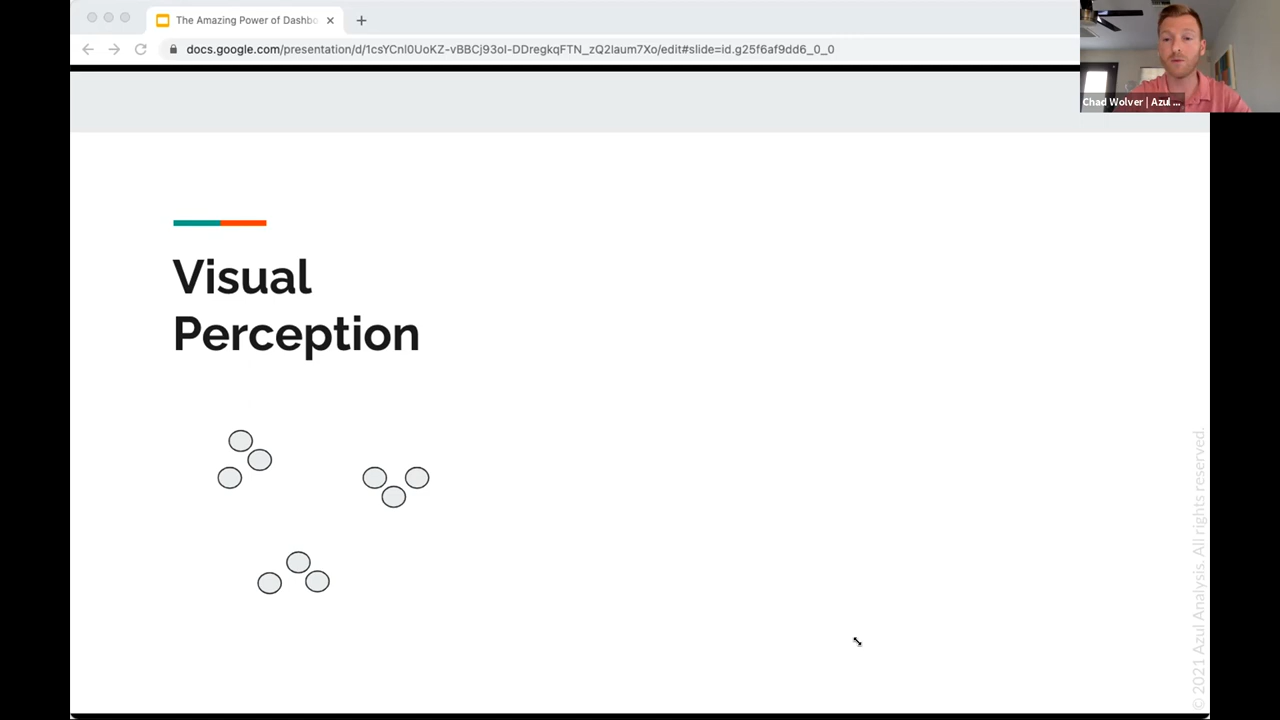 The Amazing Power of Dashbo
docs.google.com/presentation/d/1csYCnl0UoKZ-vBBCj93oI-DDregkqFTN_zQ2Iaum7Xo/edit#slide=id.g25f6af9dd6_0_0
Chad Wolver | Azul ...
Visual
Perception
© 2021 Azul Analysis. All rights reserved.